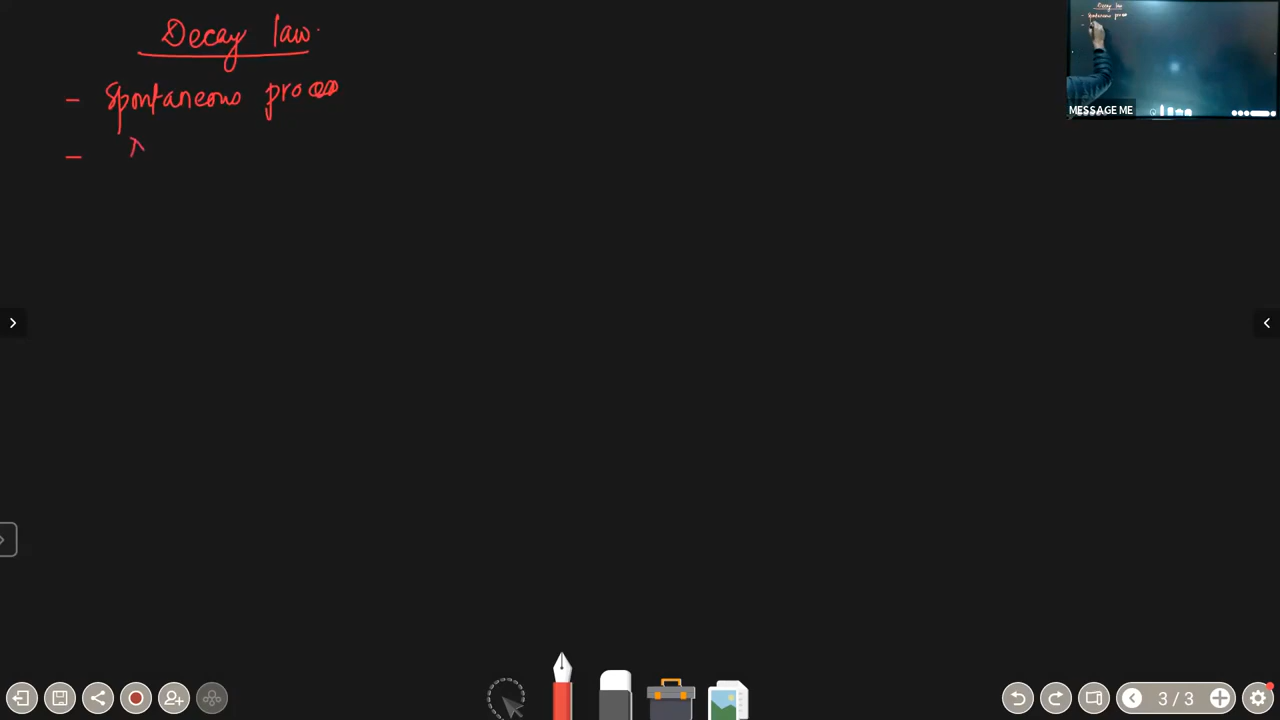 Decay law.
- Spontaneous process
-
MESSAGE ME
3/3